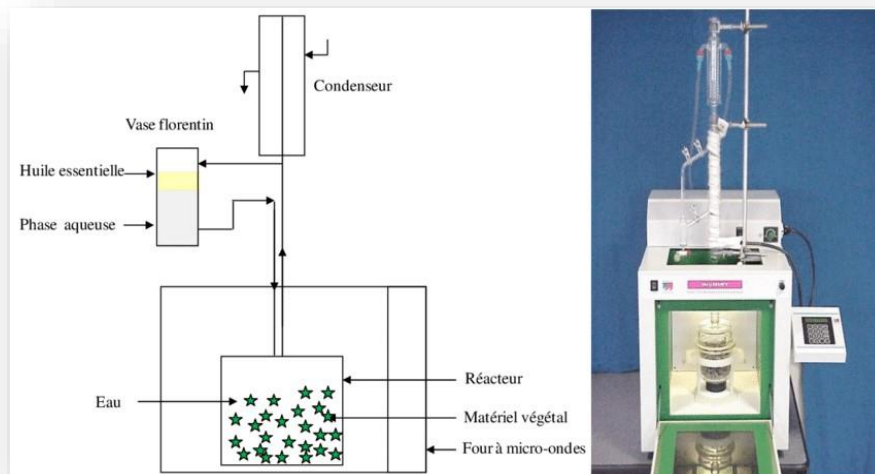 Condenseur
Vase florentin
Huile essentielle
Phase aqueuse
Réacteur
Eau
Matériel végétal
Four à micro-ondes